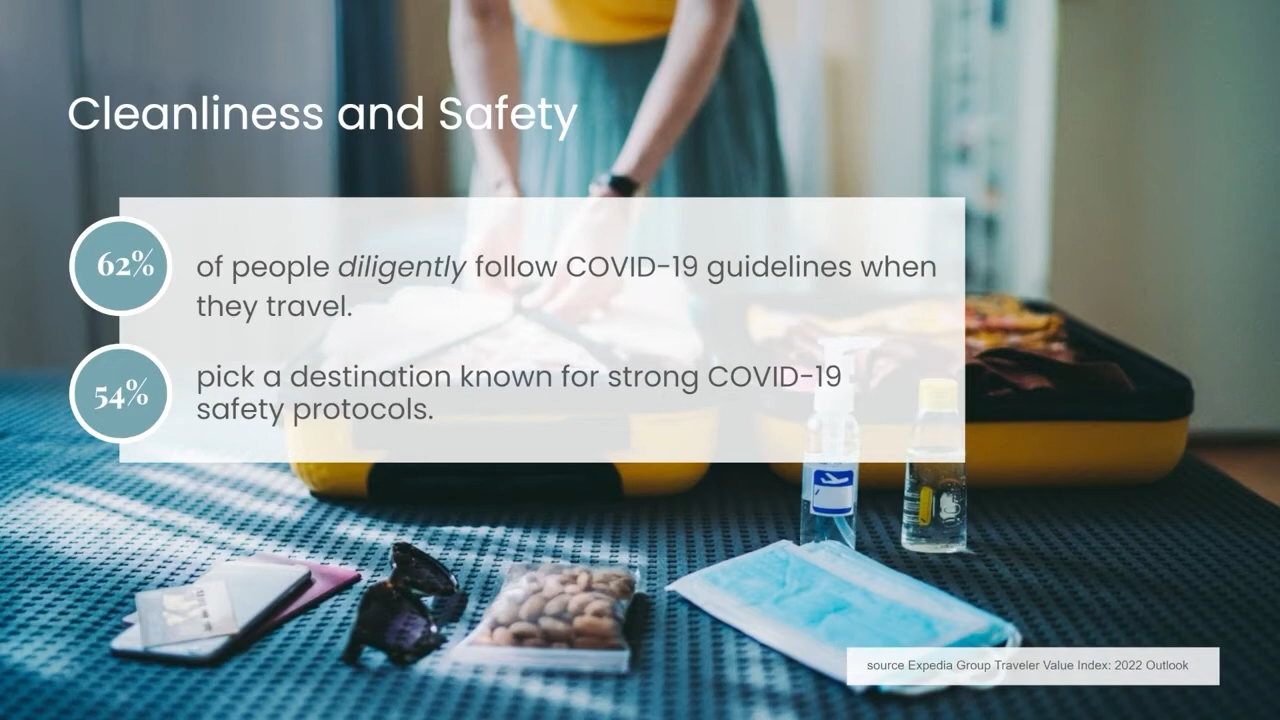 Cleanliness and Safety
62%
of people diligently follow COVID-19 guidelines when
they travel.
54%
pick a destination known for strong COVID-19
safety protocols.
source Expedia Group Traveler Value Index: 2022 Outlook